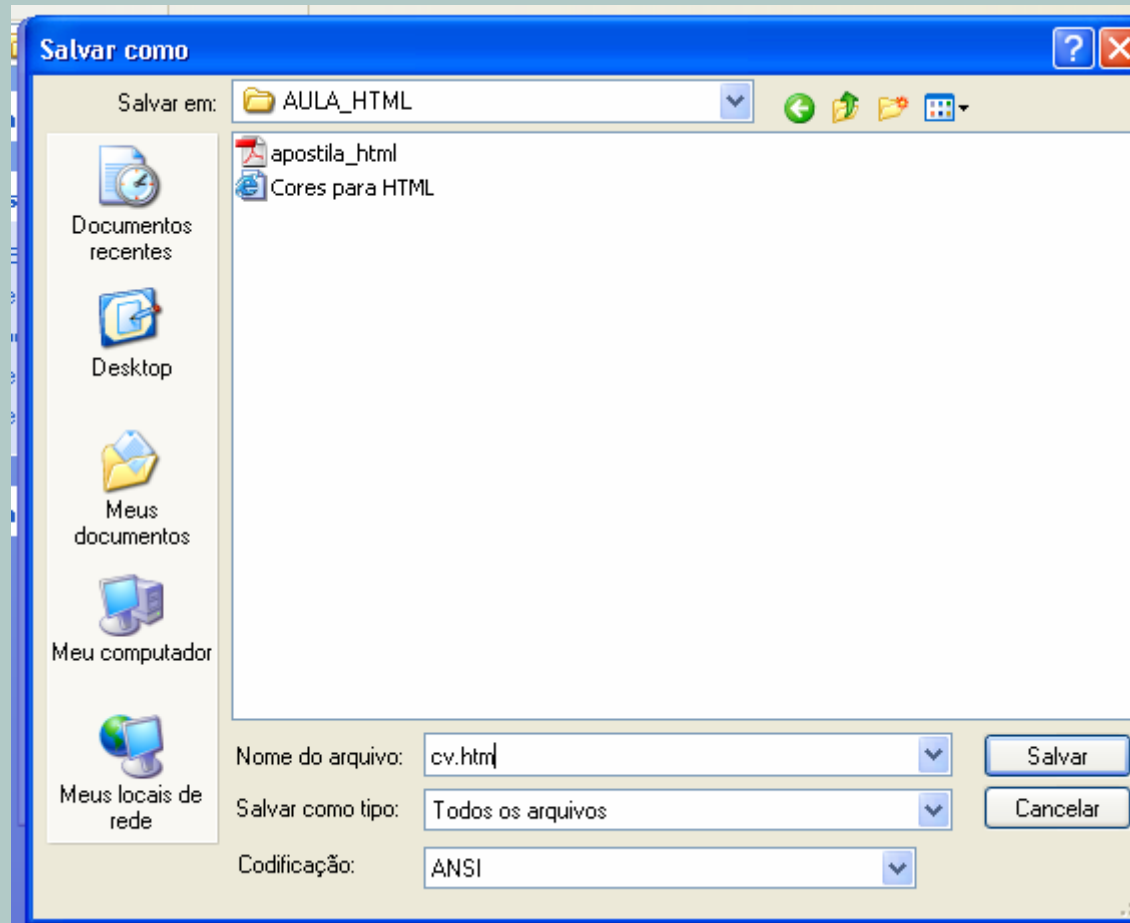 Salvar como
Salvar em:
AULA_HTML
apostila_html
Cores para HTML
Documentos
recentes
Desktop
Meus
documentos
Meu computador
Meus locais de
rede
Nome do arquivo:
cv.htm
Salvar
Salvar como tipo:
Todos os arquivos
Cancelar
Codificação:
ANSI